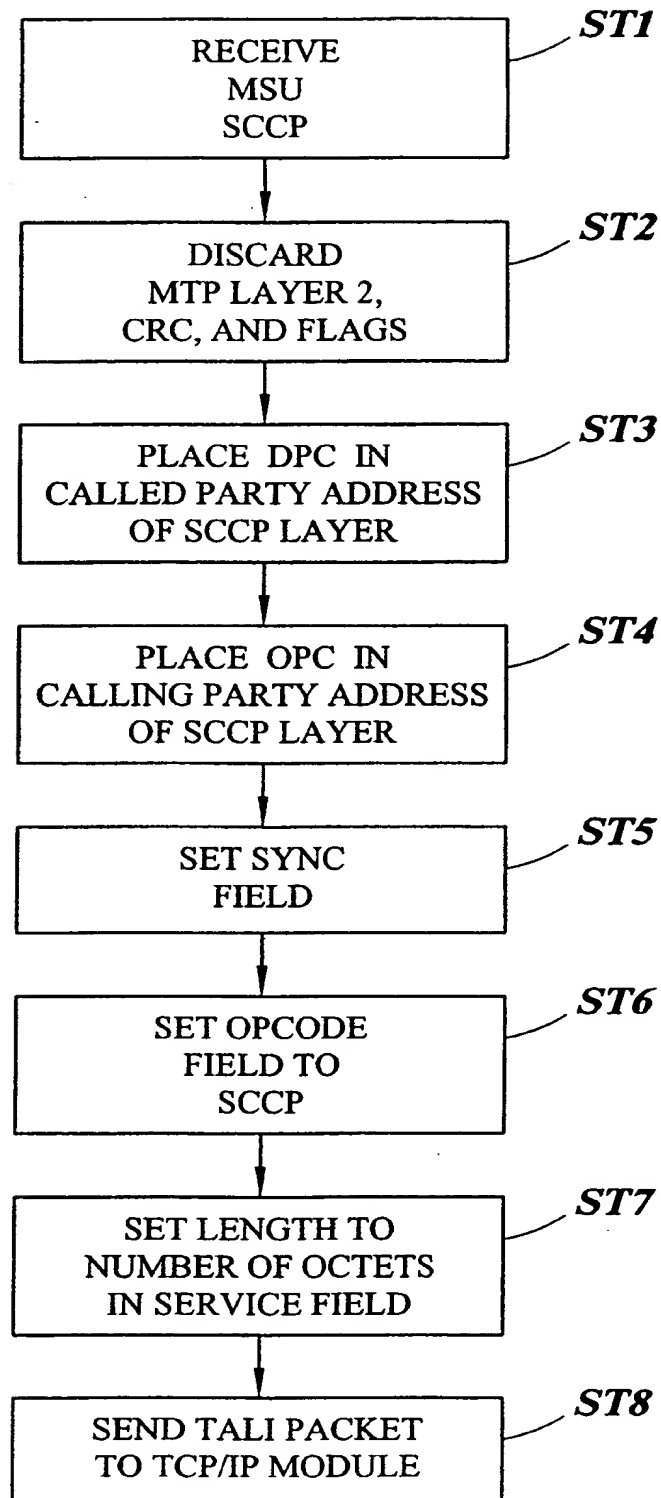 ST1
RECEIVE
MSU
SCCP
ST2
DISCARD
MTP LAYER 2,
CRC, AND FLAGS
ST3
PLACE DPC IN
CALLED PARTY ADDRESS
OF SCCP LAYER
ST4
PLACE OPC IN
CALLING PARTY ADDRESS
OF SCCP LAYER
ST5
SET SYNC
FIELD
ST6
SET OPCODE
FIELD TO
SCCP
ST7
SET LENGTH TO
NUMBER OF OCTETS
IN SERVICE FIELD
ST8
SEND TALI PACKET
TO TCP/IP MODULE